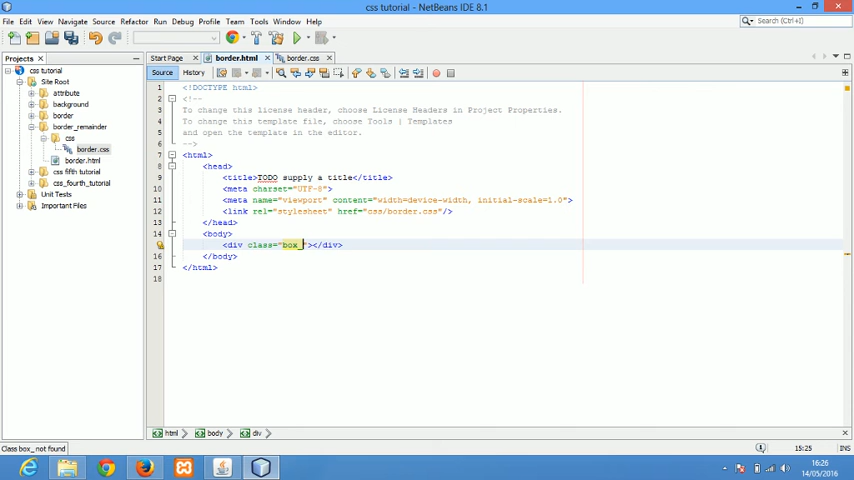 css tutorial - NetBeans IDE 8.1
File Edit View Navigate Source Refactor Run Debug Profile Team Tools Window Help
Search (Ctrl+I)
Projects
Start Page border.html border.css
css tutorial
Source History
Site Root
attribute
background
border
border_remainder
css
border.css
border.html
css fifth tutorial
css_fourth_tutorial
Unit Tests
Important Files
1 <!DOCTYPE html>
2 <!--
3 To change this license header, choose License Headers in Project Properties.
4 To change this template file, choose Tools | Templates
5 and open the template in the editor.
6 -->
7 <html>
8 <head>
9 <title>TODO supply a title</title>
10 <meta charset="UTF-8">
11 <meta name="viewport" content="width=device-width, initial-scale=1.0">
12 <link rel="stylesheet" href="css/border.css"/>
13 </head>
14 <body>
<div class="box_"></div>
16 </body>
17 </html>
18
html body div
Class box_ not found
15:25 INS
16:26
14/05/2016